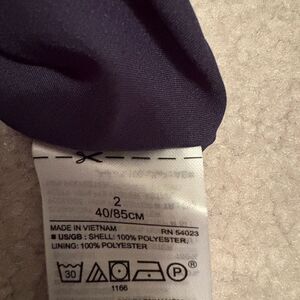 2
40/85CM
MADE IN VIETNAM
RN 54023
■ US/GB : SHELL: 100% POLYESTER.
LINING: 100% POLYESTER
30
P
1166